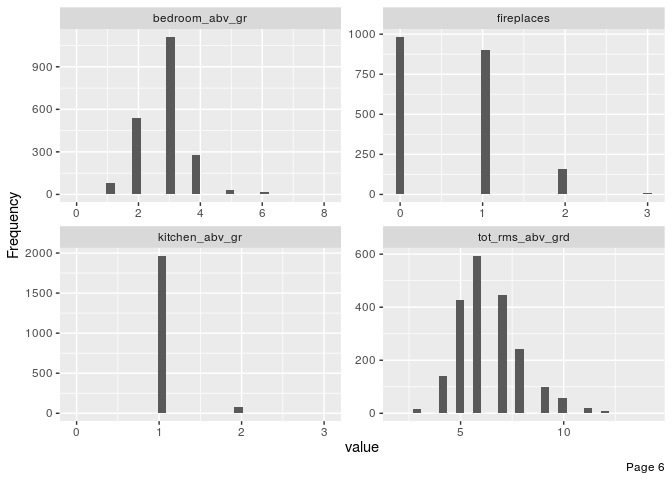 bedroom_abv_gr
fireplaces
900
600
300
0
0 2 4 6 8
1000
750
500
250
0
0 1 2 3
kitchen_abv_gr
tot_rms_abv_grd
2000
1500
1000
500
0
0 1 2 3
600
400
200
0
5 10
Frequency
value
Page 6